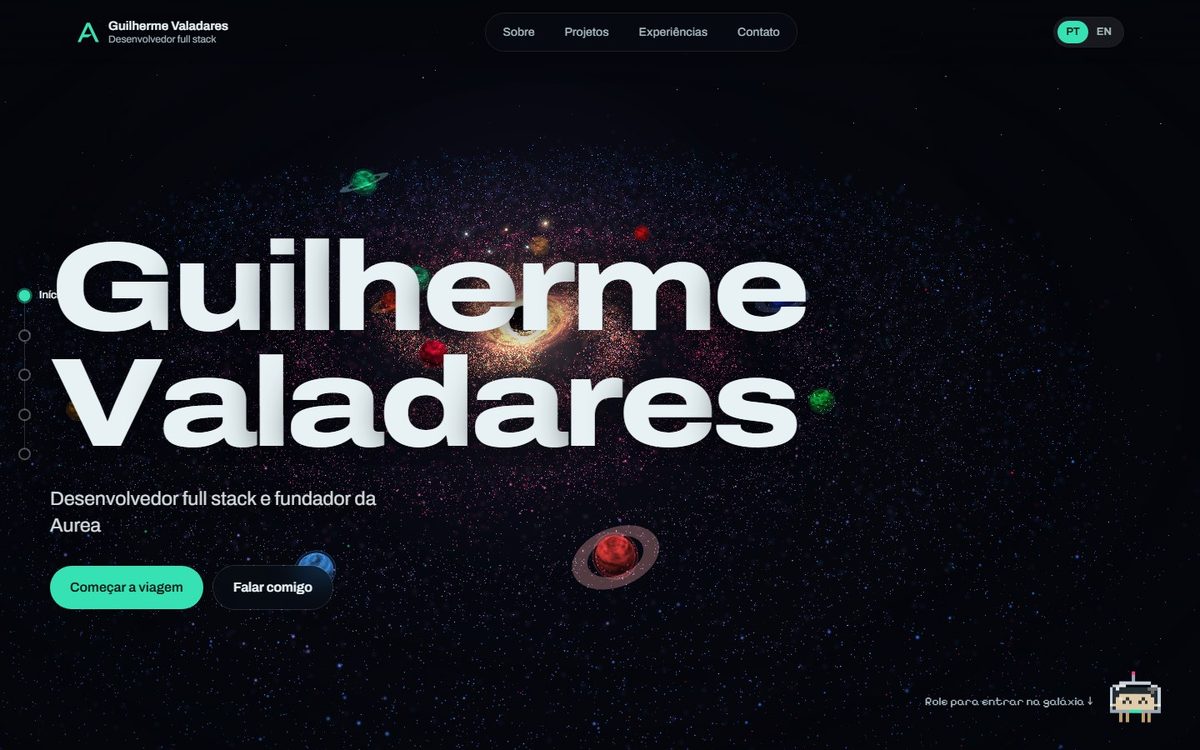 Guilherme Valadares
Desenvolvedor full stack
Sobre
Projetos
Experiências
Contato
PT
EN
Iníc
Guilherme
Valadares
Desenvolvedor full stack e fundador da
Aurea
Começar a viagem
Falar comigo
Role para entrar na galáxia ↓